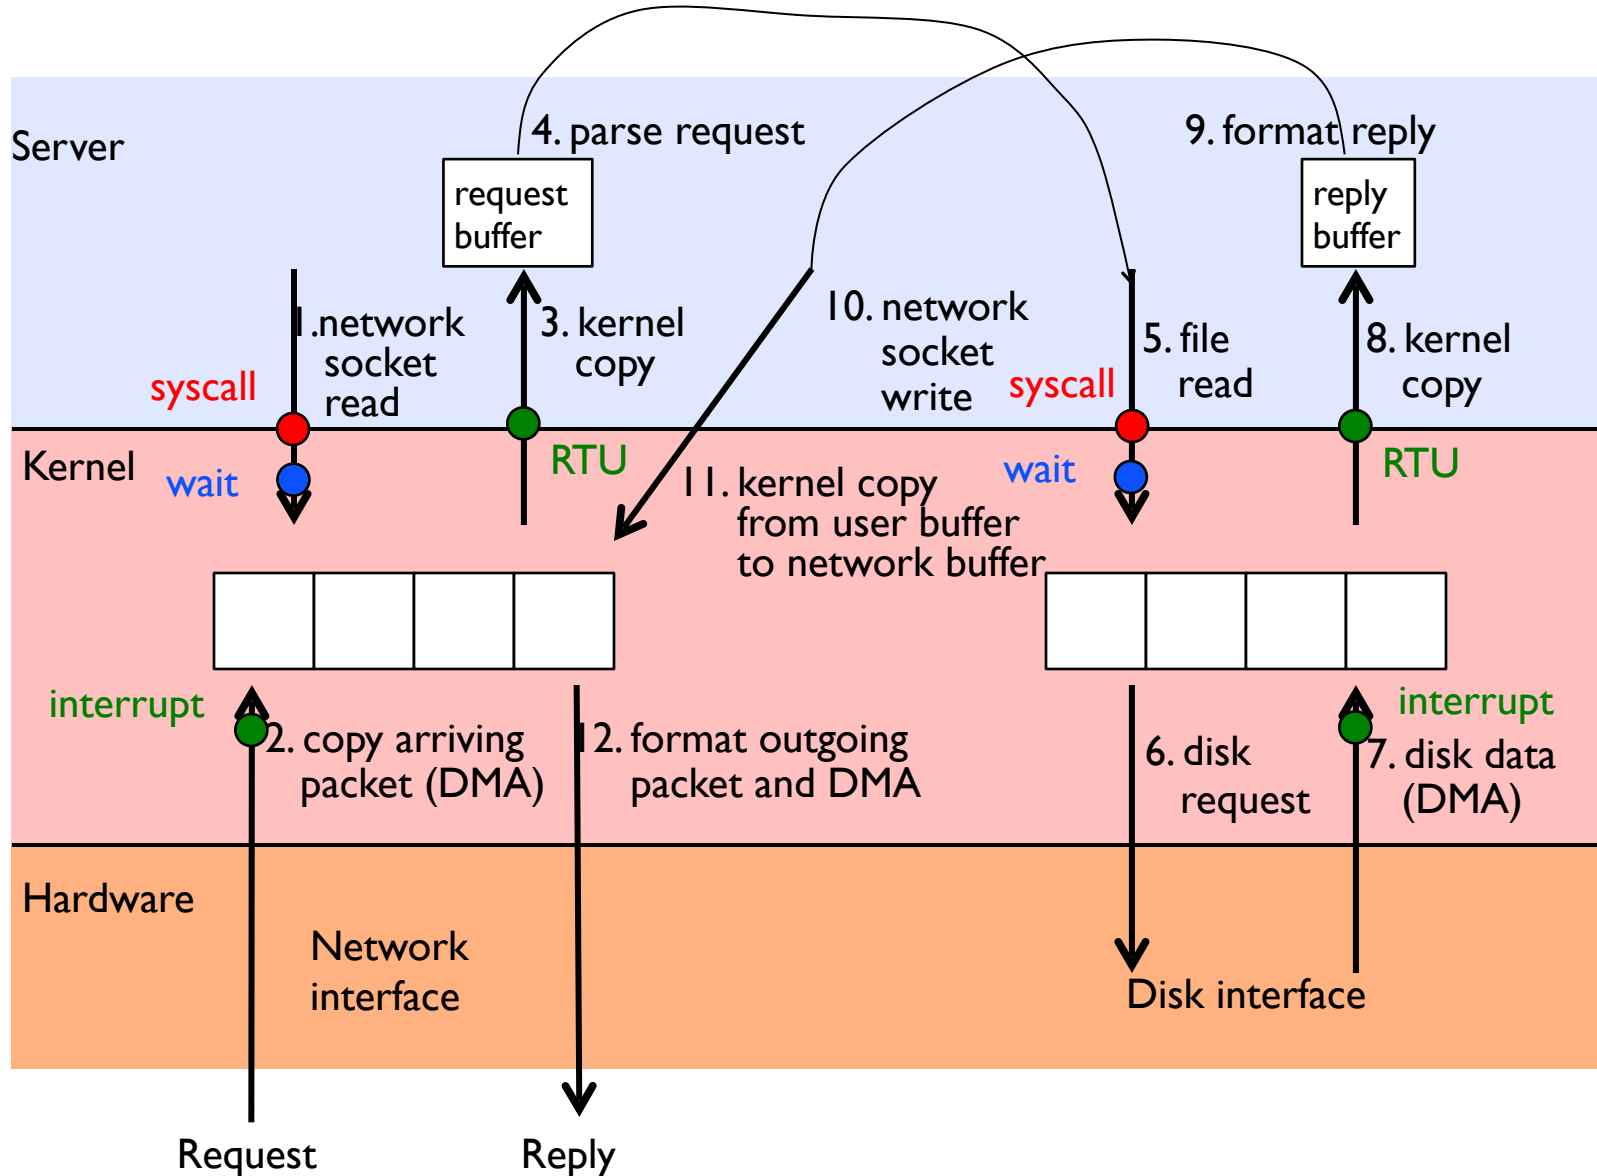 Server
4. parse request
9. format reply
request
buffer
reply
buffer
1.network
socket
read
syscall
3. kernel
copy
10. network
socket
write
syscall
5. file
read
8. kernel
copy
Kernel
wait
RTU
11. kernel copy
from user buffer
to network buffer
wait
RTU
interrupt
2. copy arriving
packet (DMA)
12. format outgoing
packet and DMA
6. disk
request
interrupt
7. disk data
(DMA)
Hardware
Network
interface
Disk interface
Request
Reply